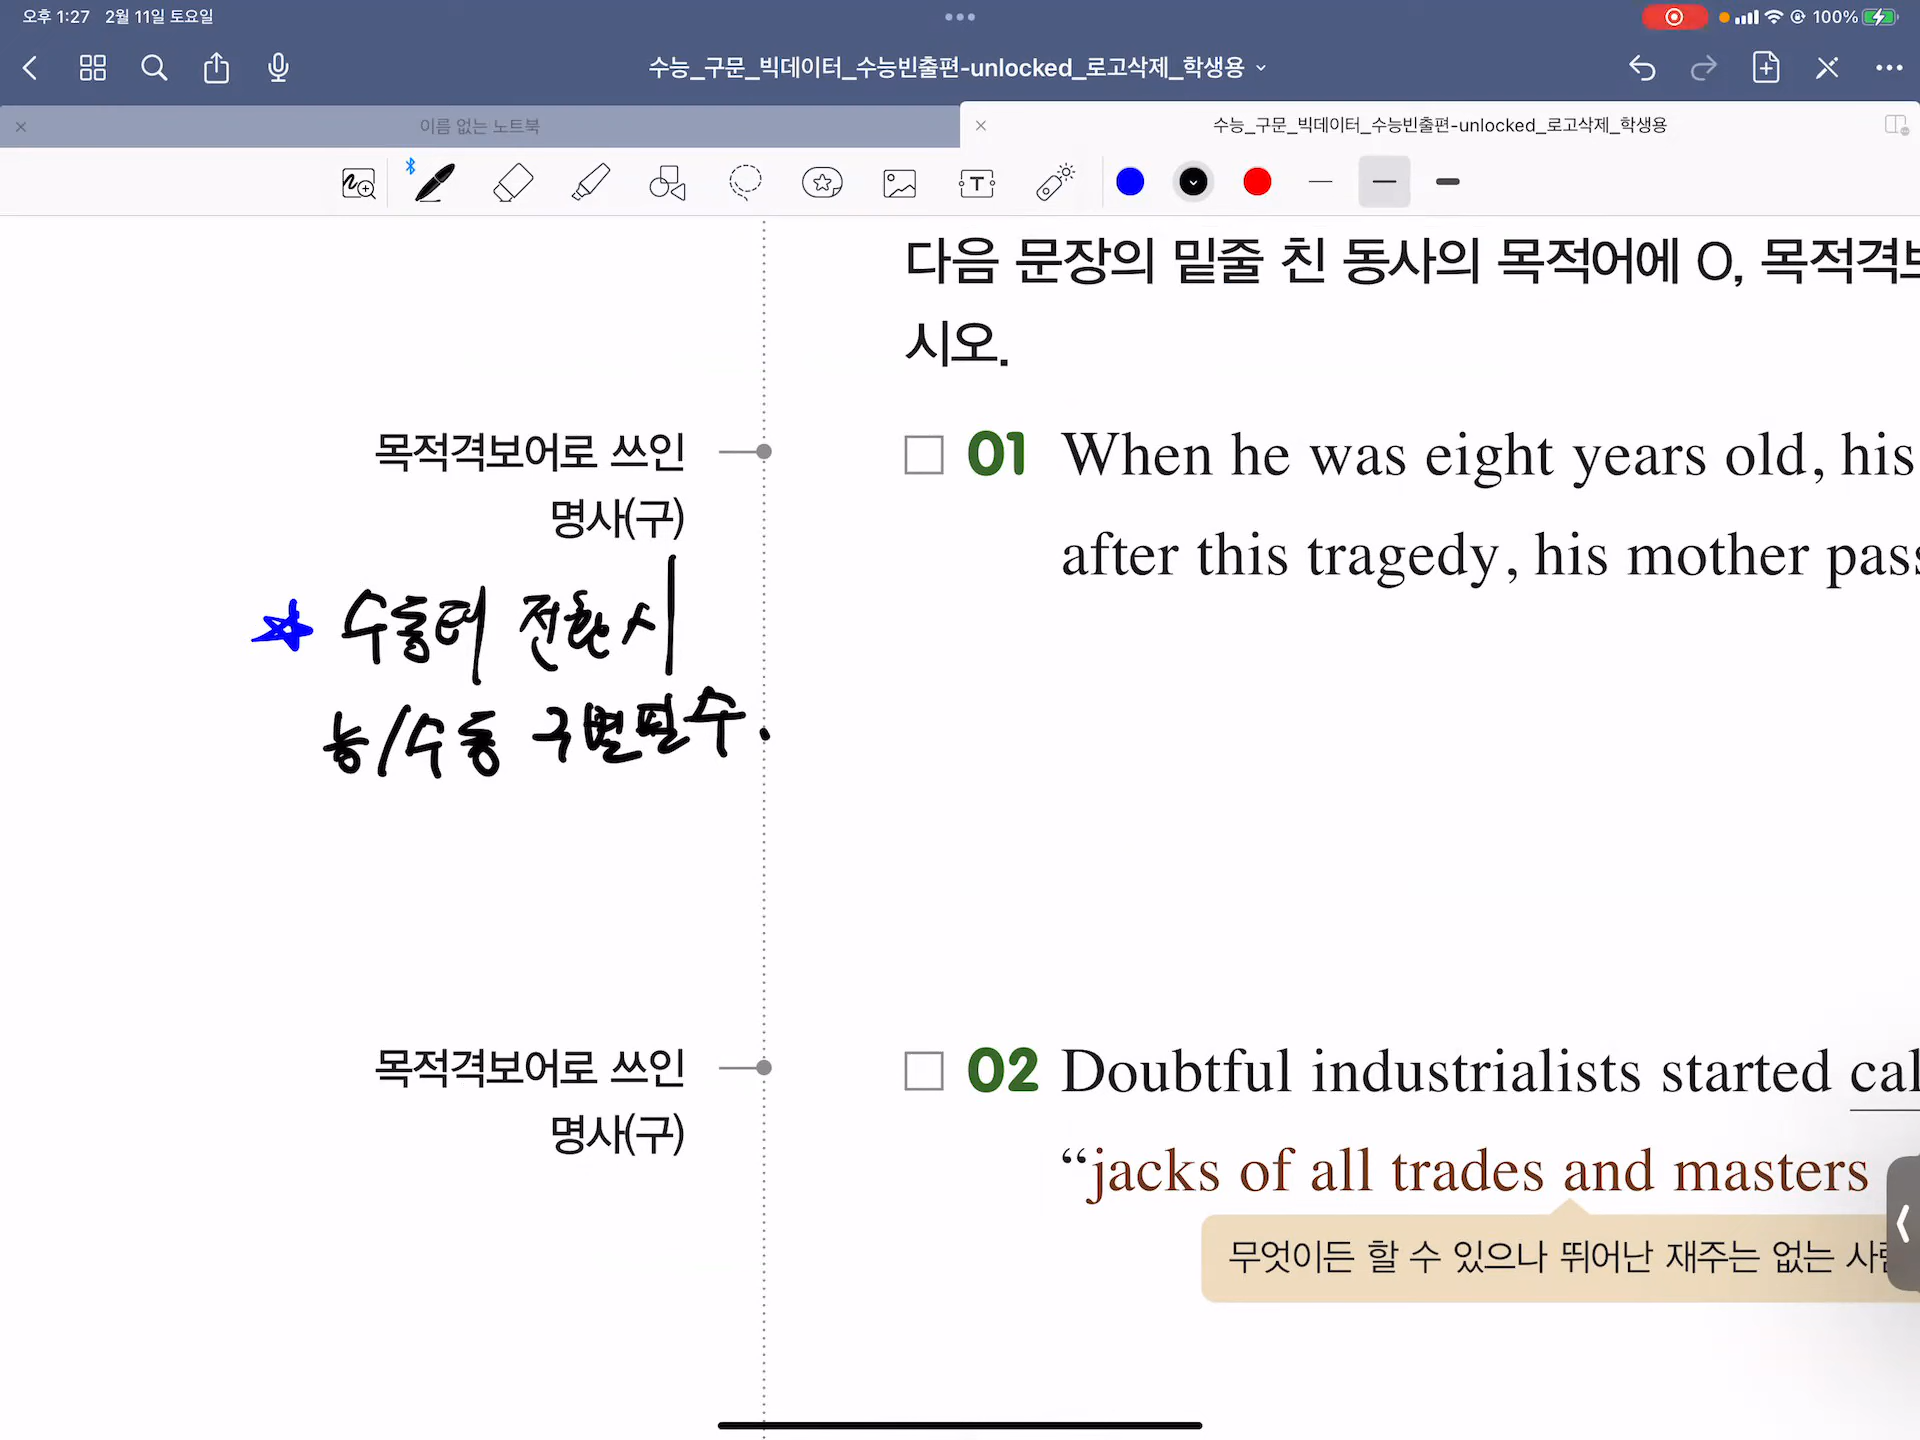 오후 1:27 2월 11일 토요일
100%
수능_구문_빅데이터_수능빈출편-unlocked_로고삭제_학생용
이름 없는 노트북
수능_구문_빅데이터_수능빈출편-unlocked_로고삭제_학생용
다음 문장의 밑줄 친 동사의 목적어에 O, 목적격보
시오.
목적격보어로 쓰인
명사(구)
수동태 전환 시
능/수동 구별 필수.
01 When he was eight years old, his
after this tragedy, his mother pass
목적격보어로 쓰인
명사(구)
02 Doubtful industrialists started cal
“jacks of all trades and masters
무엇이든 할 수 있으나 뛰어난 재주는 없는 사람